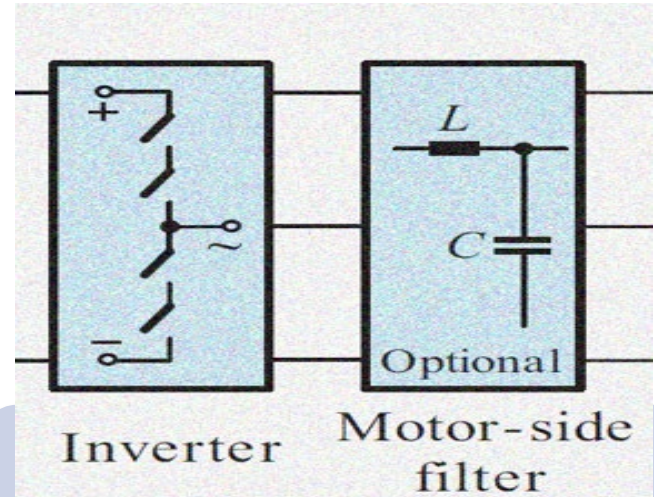 +
~
−
L
C
Optional
Inverter
Motor-side
filter